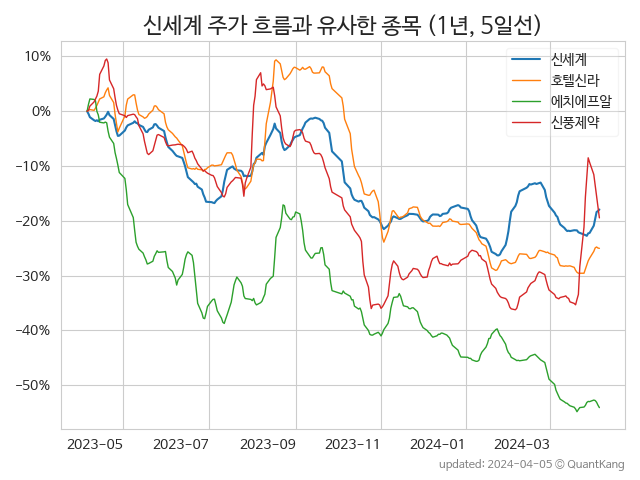 신세계 주가 흐름과 유사한 종목 (1년, 5일선)
신세계
호텔신라
에치에프알
신풍제약
10%
0%
−10%
−20%
−30%
−40%
−50%
2023-05 2023-07 2023-09 2023-11 2024-01 2024-03
updated: 2024-04-05 © QuantKang